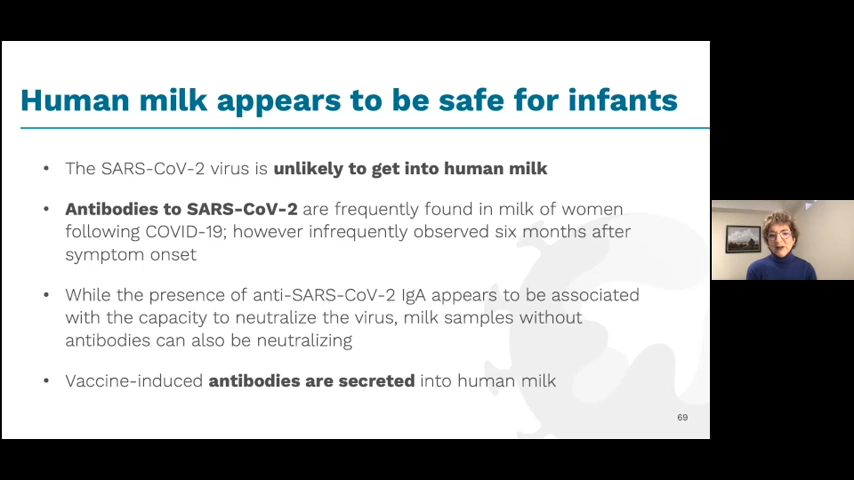 Human milk appears to be safe for infants
• The SARS-CoV-2 virus is unlikely to get into human milk
• Antibodies to SARS-CoV-2 are frequently found in milk of women
following COVID-19; however infrequently observed six months after
symptom onset
• While the presence of anti-SARS-CoV-2 IgA appears to be associated
with the capacity to neutralize the virus, milk samples without
antibodies can also be neutralizing
• Vaccine-induced antibodies are secreted into human milk
69